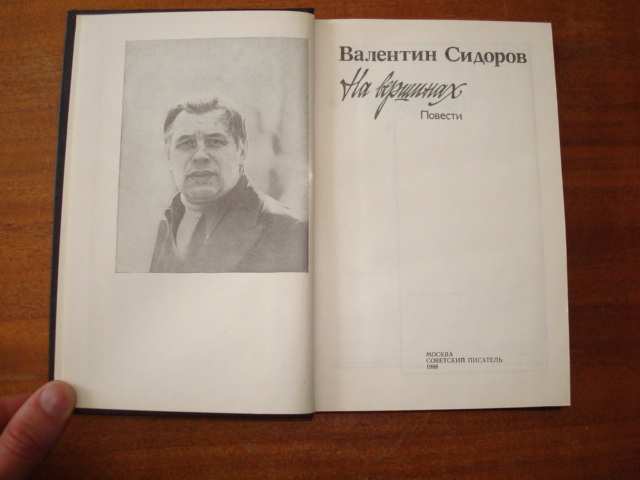 Валентин Сидоров
На вершинах
Повести
МОСКВА
СОВЕТСКИЙ ПИСАТЕЛЬ
1988